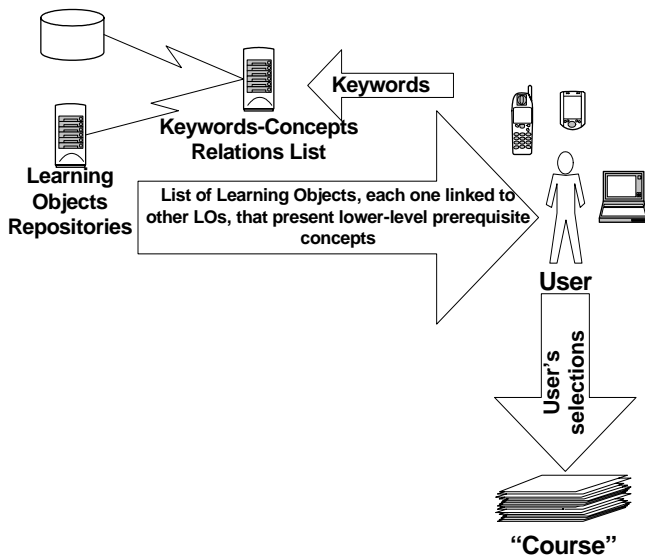 Keywords
Keywords-Concepts
Relations List
Learning
Objects
Repositories
List of Learning Objects, each one linked to
other LOs, that present lower-level prerequisite
concepts
User
User's
selections
“Course”